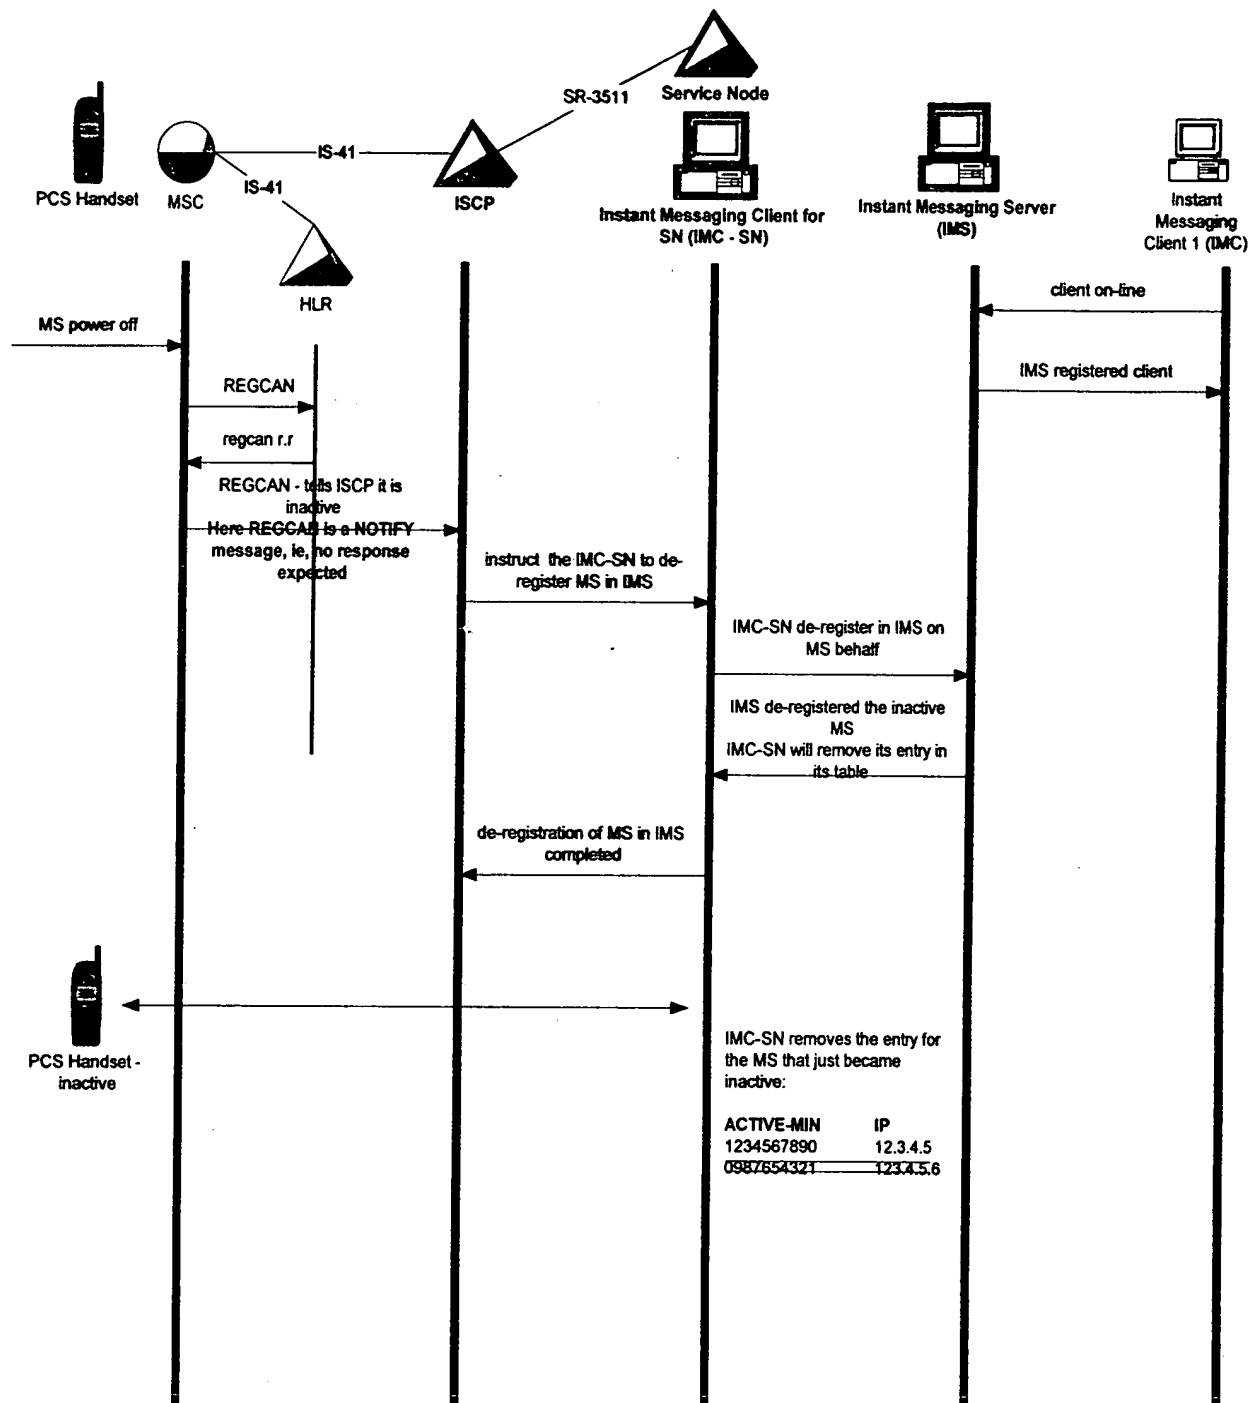 Service Node
SR-3511
IS-41
IS-41
PCS Handset
MSC
ISCP
HLR
Instant Messaging Client for
SN (IMC - SN)
Instant Messaging Server
(IMS)
Instant
Messaging
Client 1 (IMC)
client on-line
MS power off
IMS registered client
REGCAN
regcan r.r
REGCAN - tells ISCP it is
inactive
Here REGCAN is a NOTIFY
message, ie, no response
expected
instruct the IMC-SN to de-
register MS in IMS
IMC-SN de-register in IMS on
MS behalf
IMS de-registered the inactive
MS
IMC-SN will remove its entry in
its table
de-registration of MS in IMS
completed
PCS Handset -
inactive
IMC-SN removes the entry for
the MS that just became
inactive:
ACTIVE-MIN IP
1234567890 12.3.4.5
0987654321 123.4.5.6